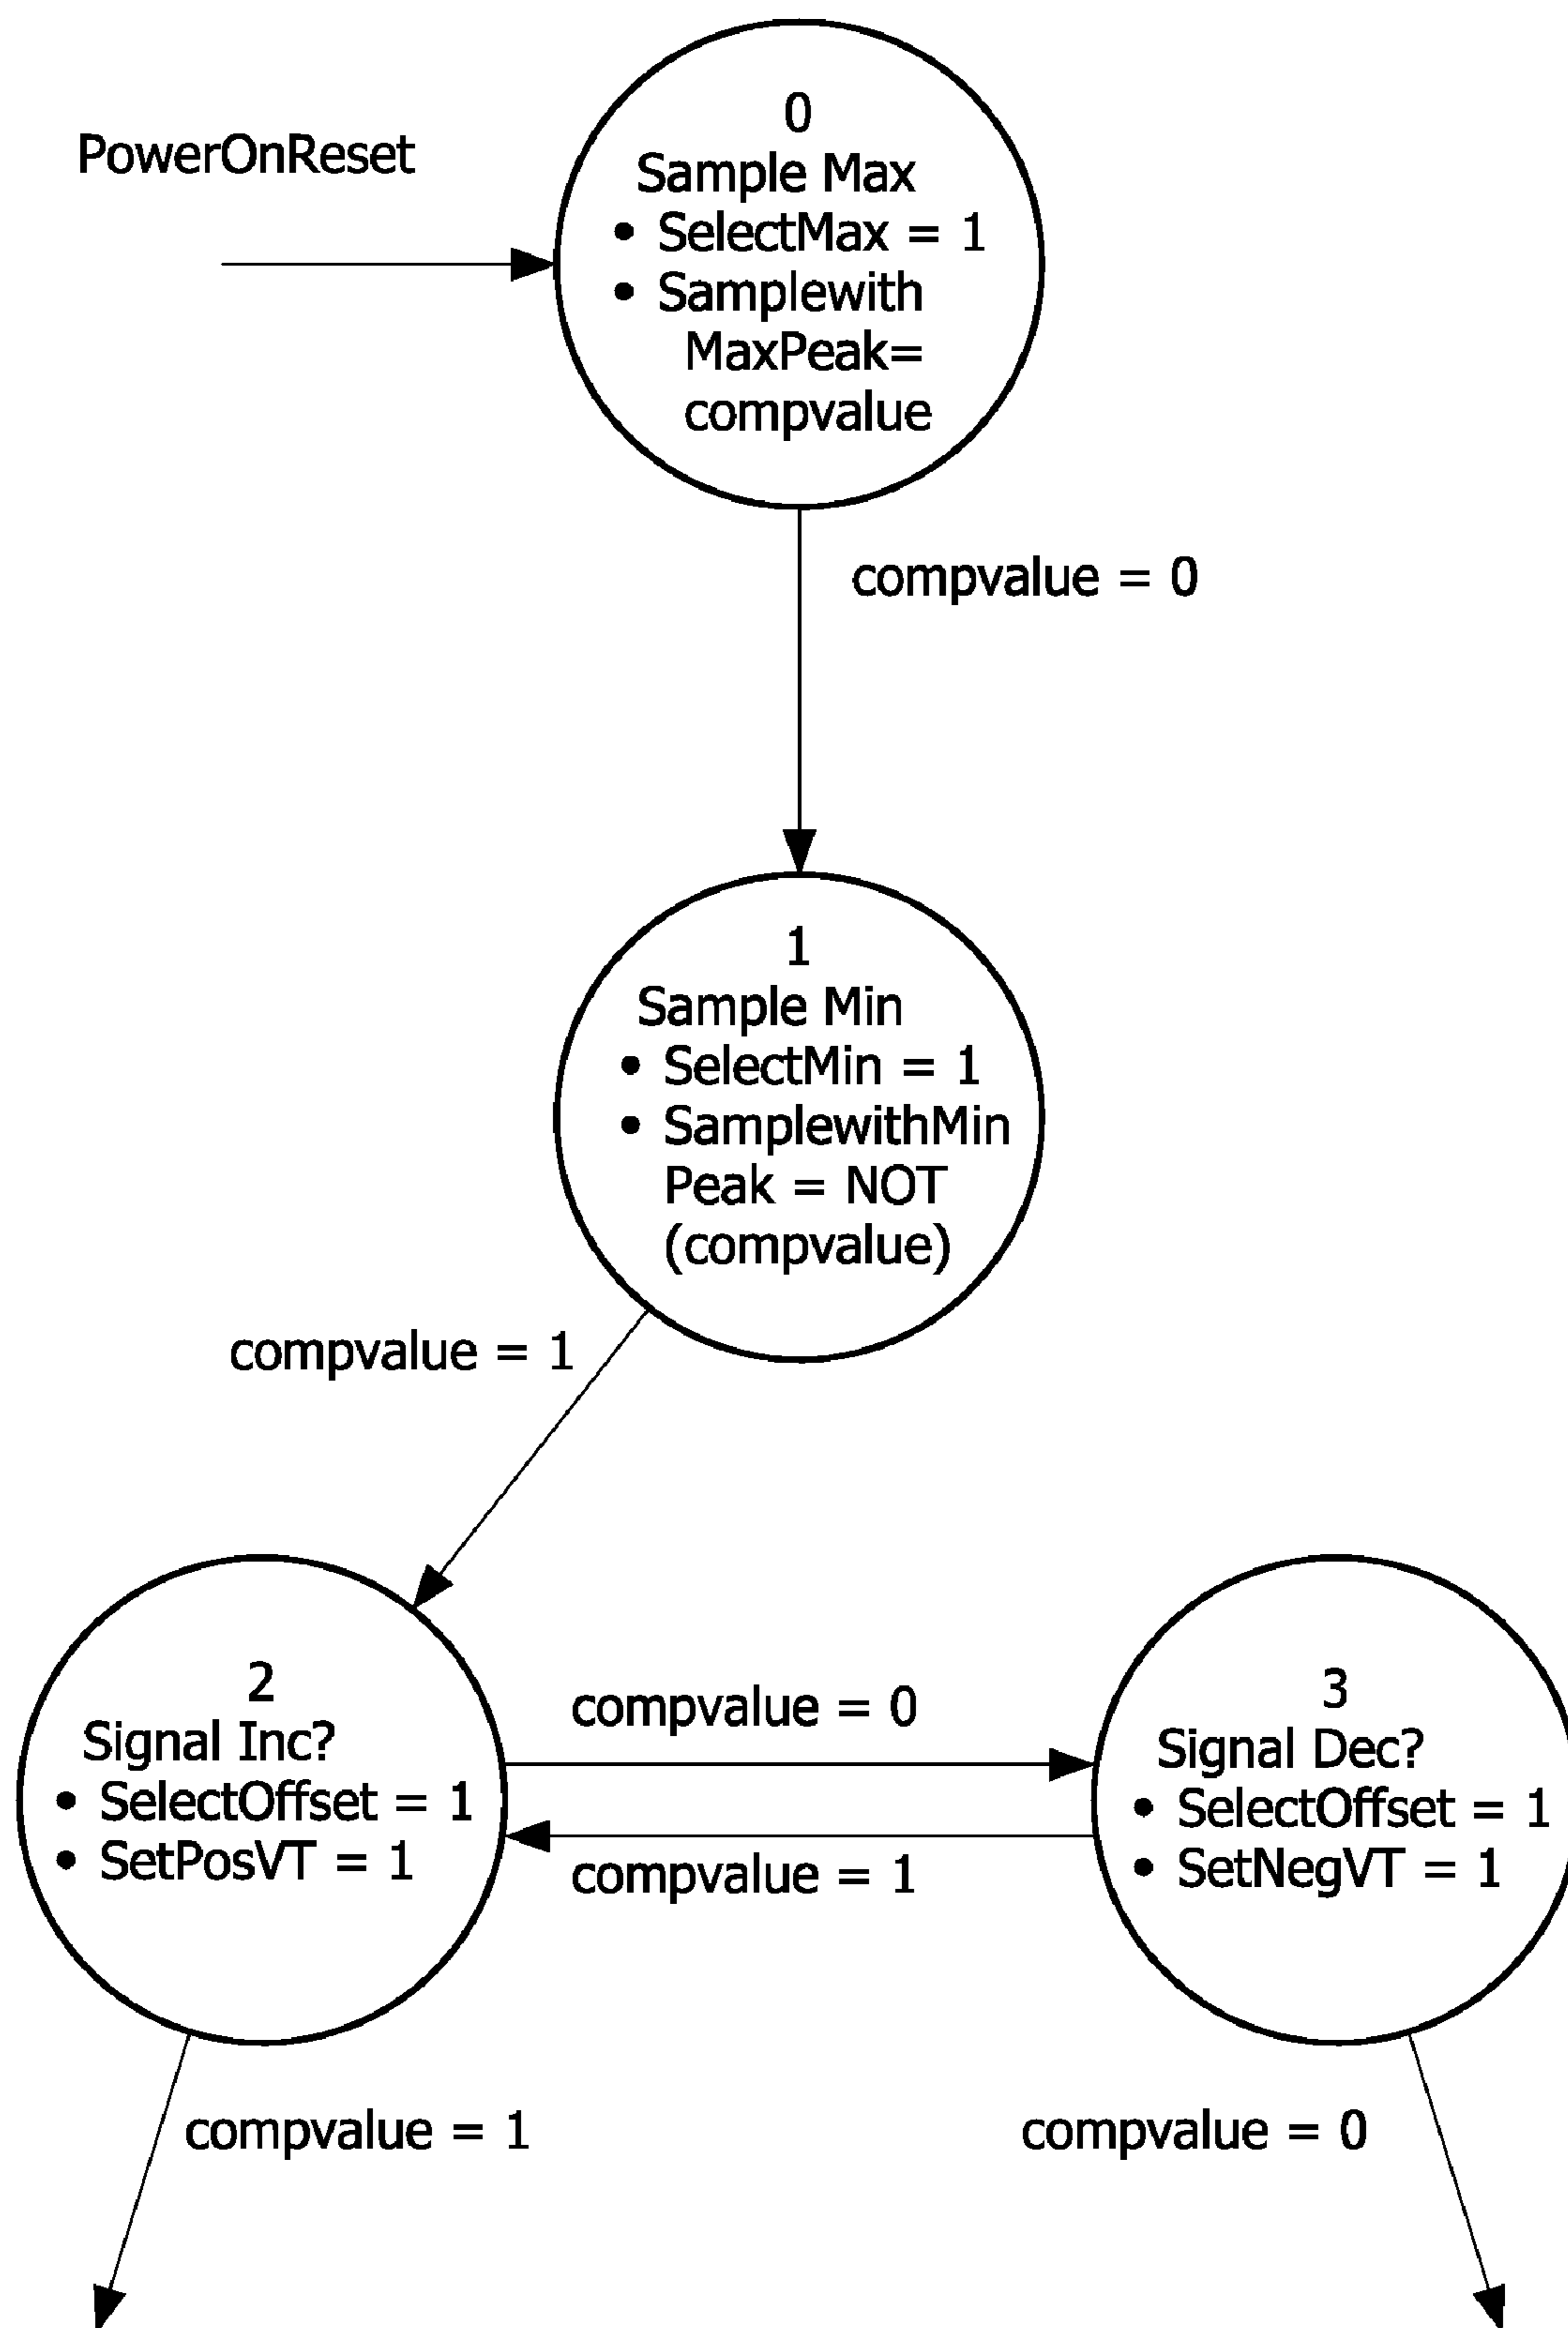 PowerOnReset
0
Sample Max
• SelectMax = 1
• Samplewith
MaxPeak=
compvalue
compvalue = 0
1
Sample Min
• SelectMin = 1
• SamplewithMin
Peak = NOT
(compvalue)
compvalue = 1
2
Signal Inc?
• SelectOffset = 1
• SetPosVT = 1
compvalue = 0
compvalue = 1
3
Signal Dec?
• SelectOffset = 1
• SetNegVT = 1
compvalue = 1
compvalue = 0